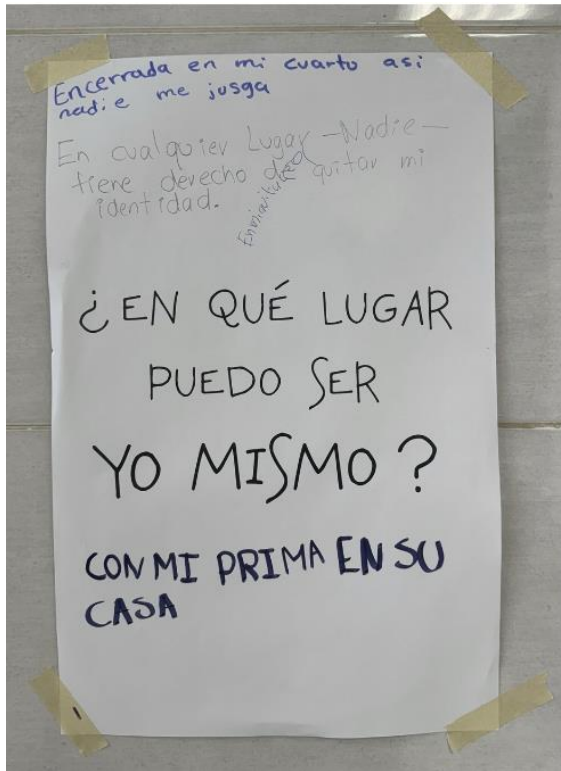 Encerrada en mi cuarto asi
nadie me jusga
En cualquier Lugar -Nadie-
tiene derecho de quitar mi
identidad.
¿EN QUÉ LUGAR
PUEDO SER
YO MISMO?
CON MI PRIMA EN SU
CASA